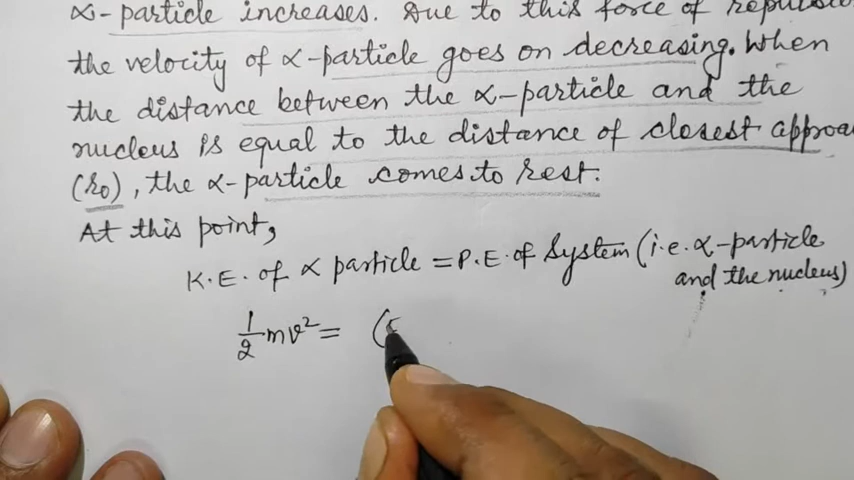 α-particle increases. Due to this force of repulsio
the velocity of α-particle goes on decreasing. When
the distance between the α-particle and the
nucleus is equal to the distance of closest approa
(r₀), the α-particle comes to rest.
At this point,
K.E. of α particle = P.E. of System (i.e. α-particle
and the nucleus)
1/2 mv² = (